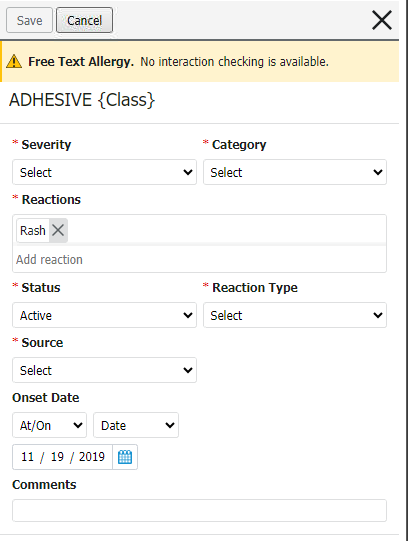 Save Cancel
Free Text Allergy. No interaction checking is available.
ADHESIVE {Class}
* Severity * Category
Select Select
* Reactions
Rash
Add reaction
* Status * Reaction Type
Active Select
* Source
Select
Onset Date
At/On Date
11 / 19 / 2019
Comments